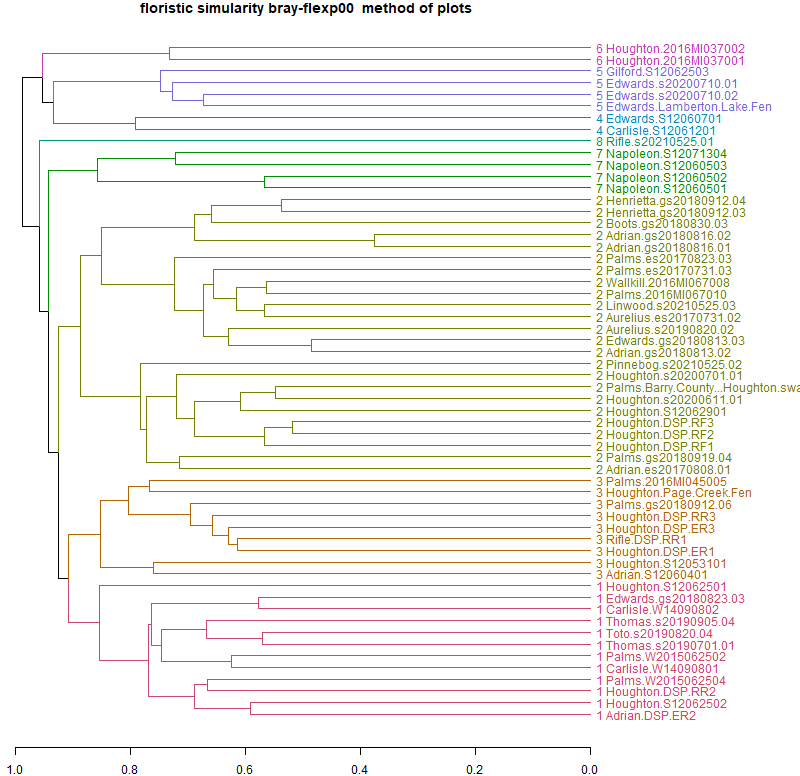 floristic simularity bray-flexp00 method of plots
6 Houghton.2016MI037002
6 Houghton.2016MI037001
5 Gilford.S12062503
5 Edwards.s20200710.01
5 Edwards.s20200710.02
5 Edwards.Lamberton.Lake.Fen
4 Edwards.S12060701
4 Carlisle.S12061201
8 Rifle.s20210525.01
7 Napoleon.S12071304
7 Napoleon.S12060503
7 Napoleon.S12060502
7 Napoleon.S12060501
2 Henrietta.gs20180912.04
2 Henrietta.gs20180912.03
2 Boots.gs20180830.03
2 Adrian.gs20180816.02
2 Adrian.gs20180816.01
2 Palms.es20170823.03
2 Palms.es20170731.03
2 Wallkill.2016MI067008
2 Palms.2016MI067010
2 Linwood.s20210525.03
2 Aurelius.es20170731.02
2 Aurelius.s20190820.02
2 Edwards.gs20180813.03
2 Adrian.gs20180813.02
2 Pinnebog.s20210525.02
2 Houghton.s20200701.01
2 Palms.Barry.County...Houghton.swa
2 Houghton.s20200611.01
2 Houghton.S12062901
2 Houghton.DSP.RF3
2 Houghton.DSP.RF2
2 Houghton.DSP.RF1
2 Palms.gs20180919.04
2 Adrian.es20170808.01
3 Palms.2016MI045005
3 Houghton.Page.Creek.Fen
3 Palms.gs20180912.06
3 Houghton.DSP.RR3
3 Houghton.DSP.ER3
3 Rifle.DSP.RR1
3 Houghton.DSP.ER1
3 Houghton.S12053101
3 Adrian.S12060401
1 Houghton.S12062501
1 Edwards.gs20180823.03
1 Carlisle.W14090802
1 Thomas.s20190905.04
1 Toto.s20190820.04
1 Thomas.s20190701.01
1 Palms.W2015062502
1 Carlisle.W14090801
1 Palms.W2015062504
1 Houghton.DSP.RR2
1 Houghton.S12062502
1 Adrian.DSP.ER2
1.0 0.8 0.6 0.4 0.2 0.0